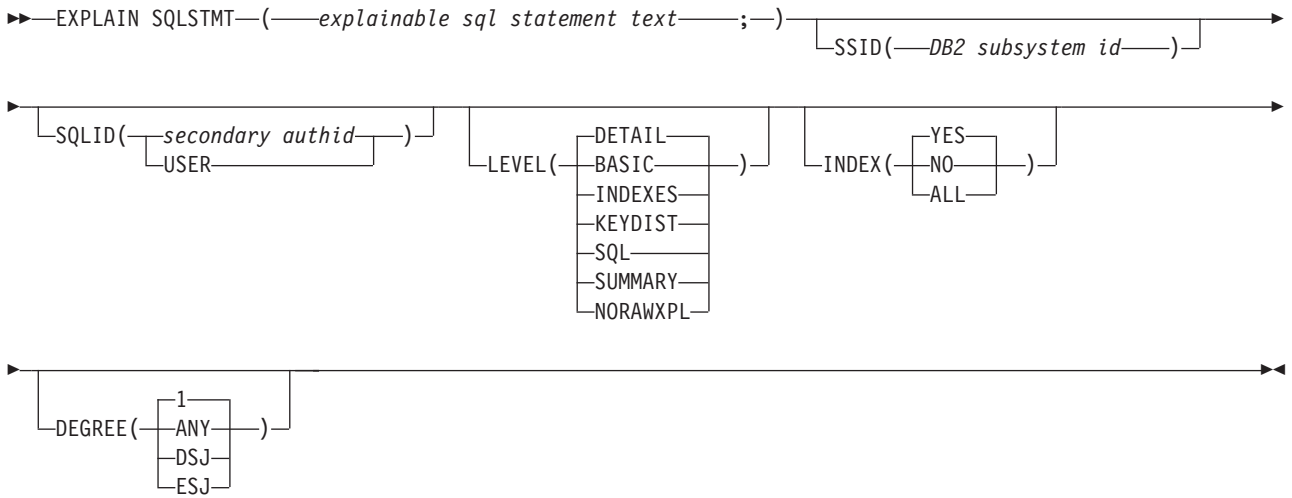 EXPLAIN SQLSTMT ( explainable sql statement text ; )
SSID( DB2 subsystem id )
SQLID( secondary authid )
USER
LEVEL( DETAIL )
BASIC
INDEXES
KEYDIST
SQL
SUMMARY
NORAWXPL
INDEX( YES )
NO
ALL
DEGREE( 1 )
ANY
DSJ
ESJ